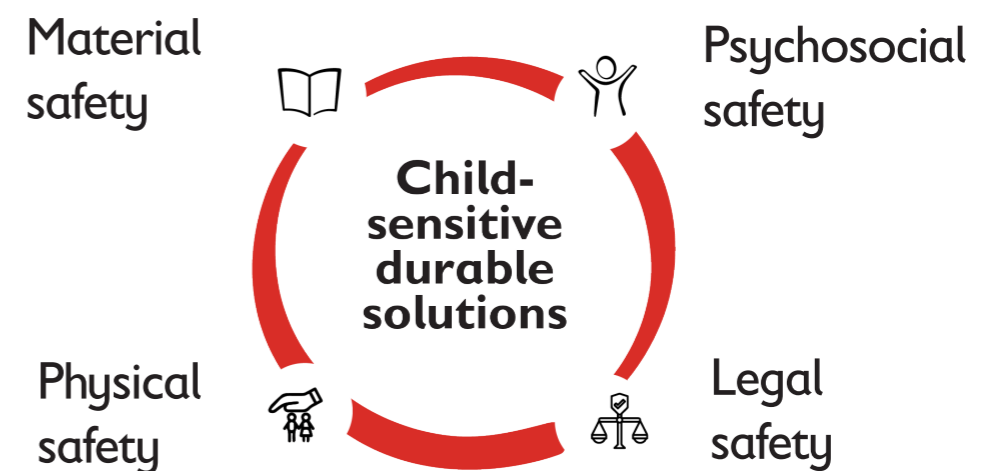 Material
safety
Psychosocial
safety
Child-
sensitive
durable
solutions
Physical
safety
Legal
safety